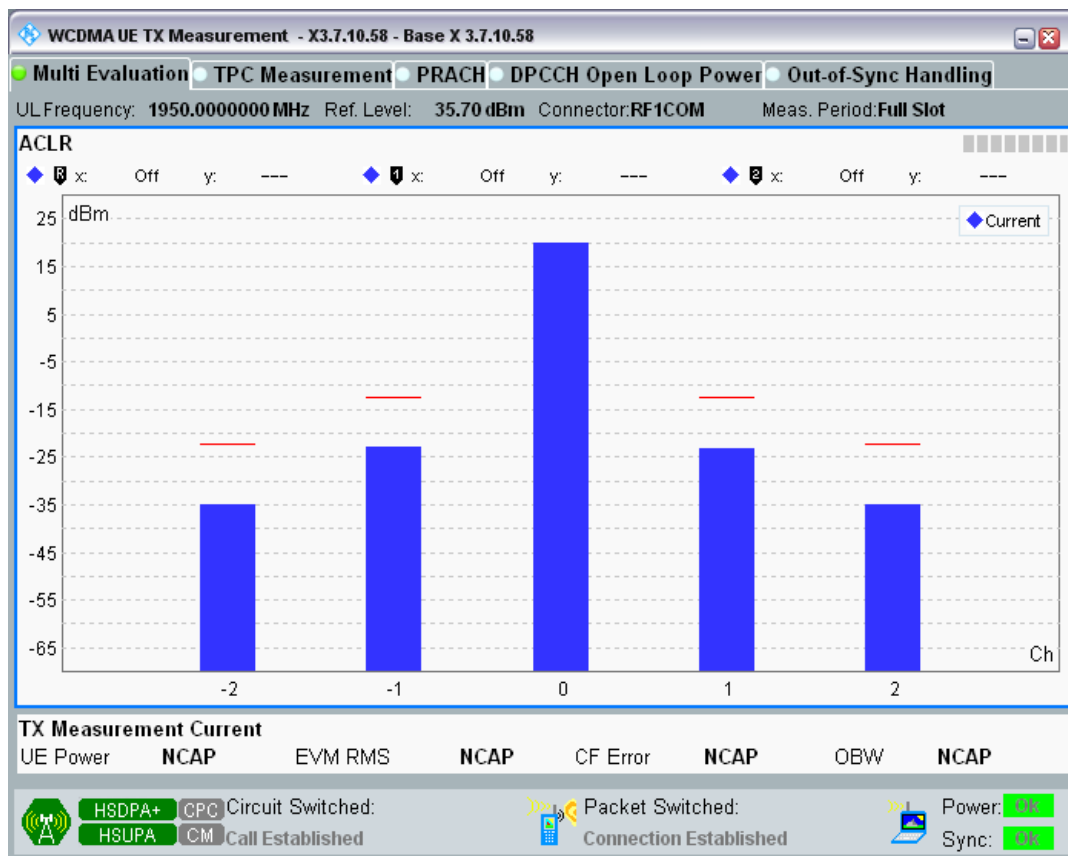 WCDMA UE TX Measurement - X3.7.10.58 - Base X 3.7.10.58
Multi Evaluation TPC Measurement PRACH DPCCH Open Loop Power Out-of-Sync Handling
UL Frequency: 1950.0000000 MHz Ref. Level: 35.70 dBm Connector:RF1COM Meas. Period:Full Slot
ACLR
R x: Off y: --- 1 x: Off y: --- 2 x: Off y: ---
dBm
Current
25
15
5
-5
-15
-25
-35
-45
-55
-65
Ch
-2 -1 0 1 2
TX Measurement Current
UE Power NCAP EVM RMS NCAP CF Error NCAP OBW NCAP
HSDPA+ CPC Circuit Switched: Packet Switched: Power: OK
HSUPA CM Call Established Connection Established Sync: OK